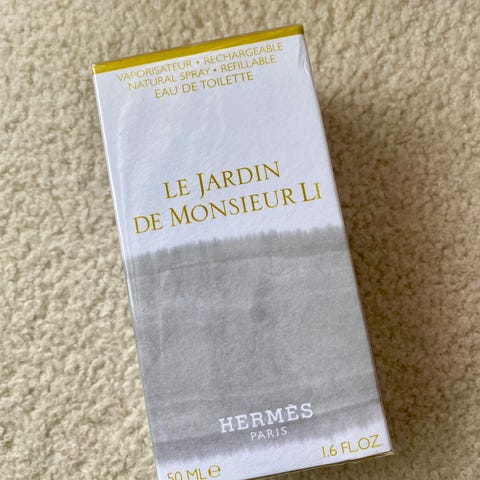 VAPORISATEUR • RECHARGEABLE
NATURAL SPRAY • REFILLABLE
EAU DE TOILETTE
LE JARDIN
DE MONSIEUR LI
HERMÈS
PARIS
50 ML e 1.6 FL.OZ.